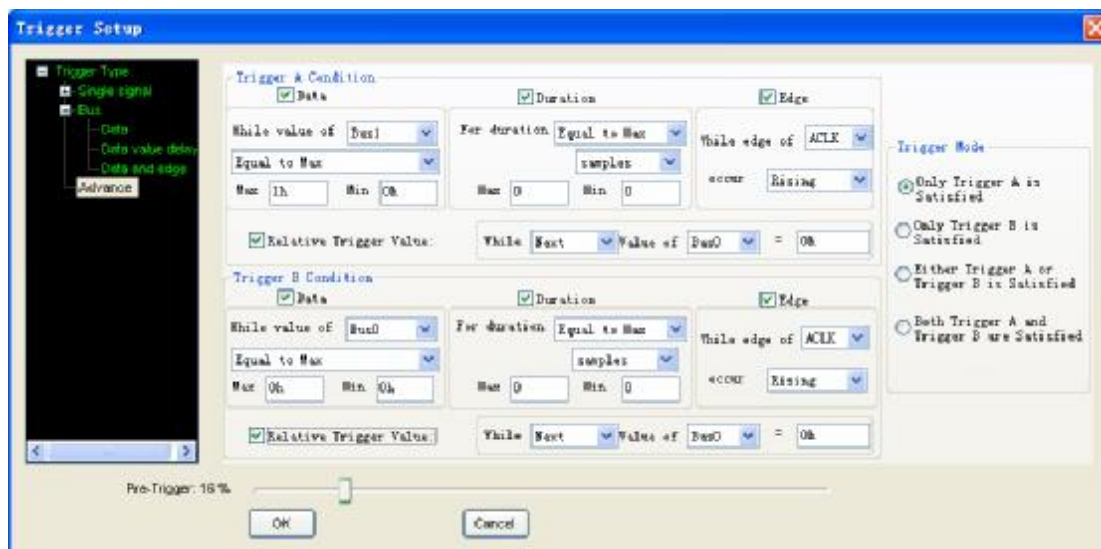 Trigger Setup
Trigger Type
Single signal
Bus
Data
Data value delay
Data and edge
Advance
Trigger A Condition
Data
Duration
Edge
While value of Bus1
For duration Equal to Max
While edge of ACLK
Equal to Max
samples
occur Rising
Max 1h Min 0h
Max 0 Min 0
Relative Trigger Value:
While Next Value of Bus0 = 0h
Trigger B Condition
Data
Duration
Edge
While value of Bus0
For duration Equal to Max
While edge of ACLK
Equal to Max
samples
occur Rising
Max 0h Min 0h
Max 0 Min 0
Relative Trigger Value:
While Next Value of Bus0 = 0h
Trigger Mode
Only Trigger A is
Satisfied
Only Trigger B is
Satisfied
Either Trigger A or
Trigger B is Satisfied
Both Trigger A and
Trigger B are Satisfied
Pre-Trigger: 16 %
OK
Cancel